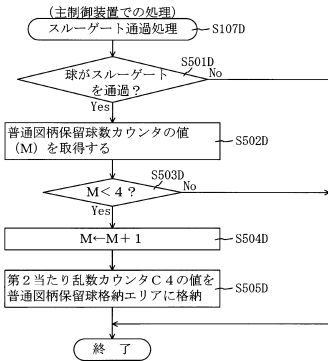 (主制御装置での処理)
スルーゲート通過処理
S107D
球がスルーゲート
を通過?
S501D
No
Yes
普通図柄保留球数カウンタの値
(M)を取得する
S502D
M<4?
S503D
No
Yes
M←M+1
S504D
第2当たり乱数カウンタC4の値を
普通図柄保留球格納エリアに格納
S505D
終 了